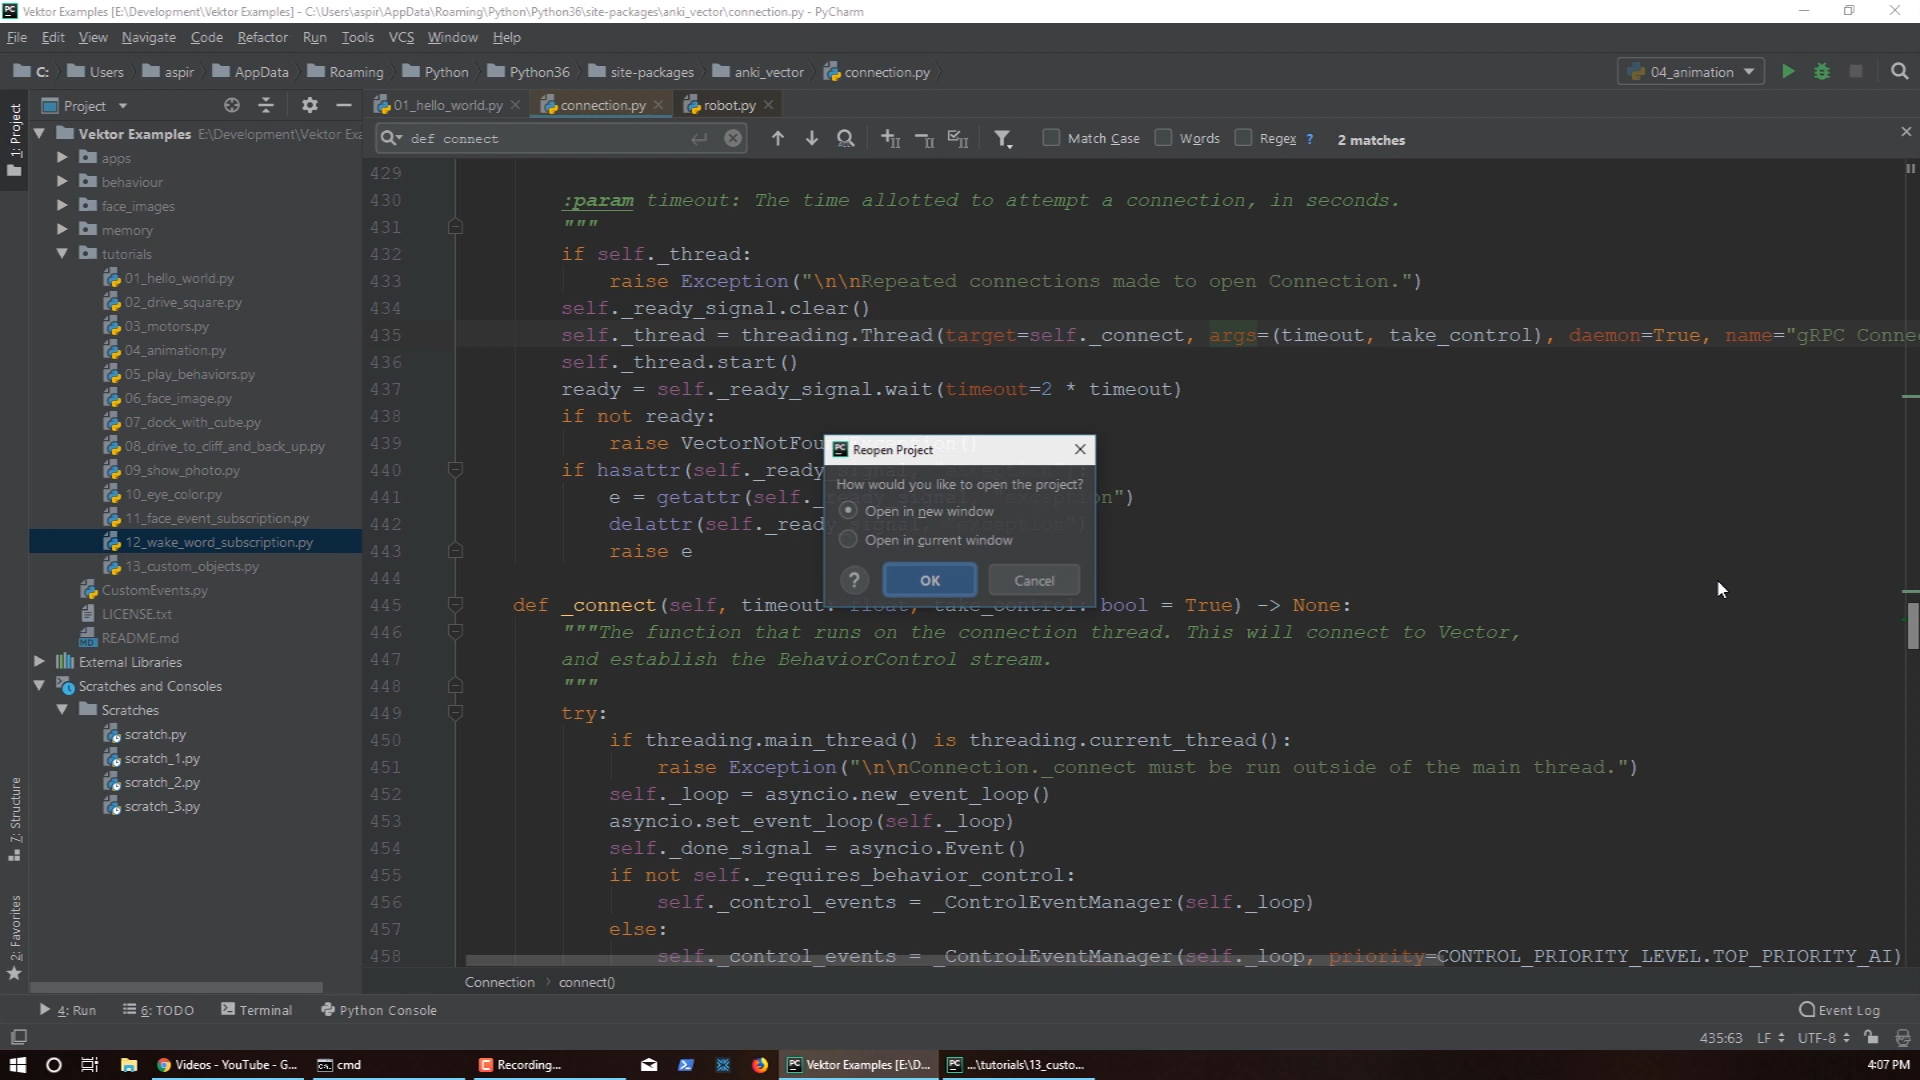 Vektor Examples [E:\Development\Vektor Examples] - C:\Users\aspir\AppData\Roaming\Python\Python36\site-packages\anki_vector\connection.py - PyCharm
File Edit View Navigate Code Refactor Run Tools VCS Window Help
C: Users aspir AppData Roaming Python Python36 site-packages anki_vector connection.py 04_animation
Project 01_hello_world.py connection.py robot.py
1: Project
Vektor Examples E:\Development\Vektor Exa
def connect Match Case Words Regex ? 2 matches
apps
behaviour
face_images
memory
tutorials
01_hello_world.py
02_drive_square.py
03_motors.py
04_animation.py
05_play_behaviors.py
06_face_image.py
07_dock_with_cube.py
08_drive_to_cliff_and_back_up.py
09_show_photo.py
10_eye_color.py
11_face_event_subscription.py
12_wake_word_subscription.py
13_custom_objects.py
CustomEvents.py
LICENSE.txt
README.md
External Libraries
Scratches and Consoles
Scratches
scratch.py
scratch_1.py
scratch_2.py
scratch_3.py
7: Structure
2: Favorites
429
430 :param timeout: The time allotted to attempt a connection, in seconds.
431 """
432 if self._thread:
433 raise Exception("\n\nRepeated connections made to open Connection.")
434 self._ready_signal.clear()
435 self._thread = threading.Thread(target=self._connect, args=(timeout, take_control), daemon=True, name="gRPC Conne
436 self._thread.start()
437 ready = self._ready_signal.wait(timeout=2 * timeout)
438 if not ready:
439 raise VectorNotFou
440 if hasattr(self._ready
441 e = getattr(self._ready_signal, "exception")
442 delattr(self._ready_signal, "exception")
443 raise e
444
445 def _connect(self, timeout: float, take_control: bool = True) -> None:
446 """The function that runs on the connection thread. This will connect to Vector,
447 and establish the BehaviorControl stream.
448 """
449 try:
450 if threading.main_thread() is threading.current_thread():
451 raise Exception("\n\nConnection._connect must be run outside of the main thread.")
452 self._loop = asyncio.new_event_loop()
453 asyncio.set_event_loop(self._loop)
454 self._done_signal = asyncio.Event()
455 if not self._requires_behavior_control:
456 self._control_events = _ControlEventManager(self._loop)
457 else:
458 self._control_events = _ControlEventManager(self._loop, priority=CONTROL_PRIORITY_LEVEL.TOP_PRIORITY_AI)
Reopen Project
How would you like to open the project?
Open in new window
Open in current window
? OK Cancel
Connection › connect()
4: Run 6: TODO Terminal Python Console Event Log
435:63 LF UTF-8
Videos - YouTube - G... cmd Recording... Vektor Examples [E:\D... ...\tutorials\13_custo... 4:07 PM